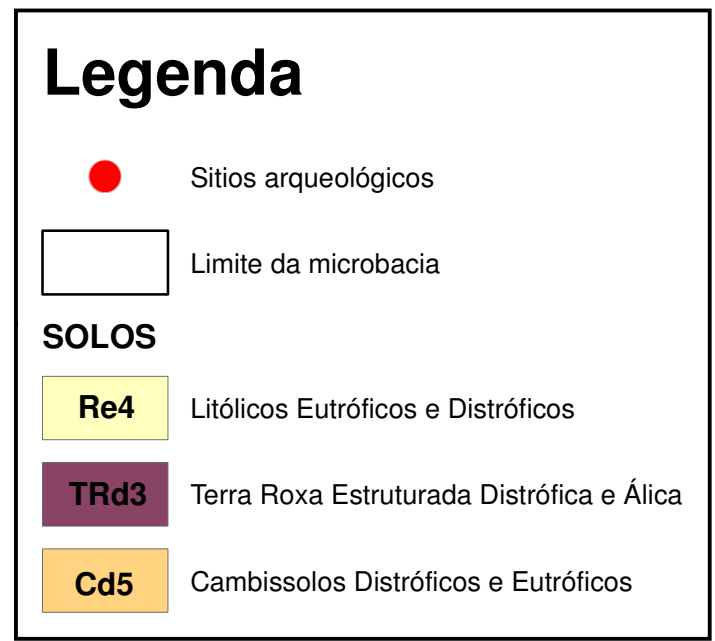 Legenda
Sitios arqueológicos
Limite da microbacia
SOLOS
Re4 Litólicos Eutróficos e Distróficos
TRd3 Terra Roxa Estruturada Distrófica e Álica
Cd5 Cambissolos Distróficos e Eutróficos